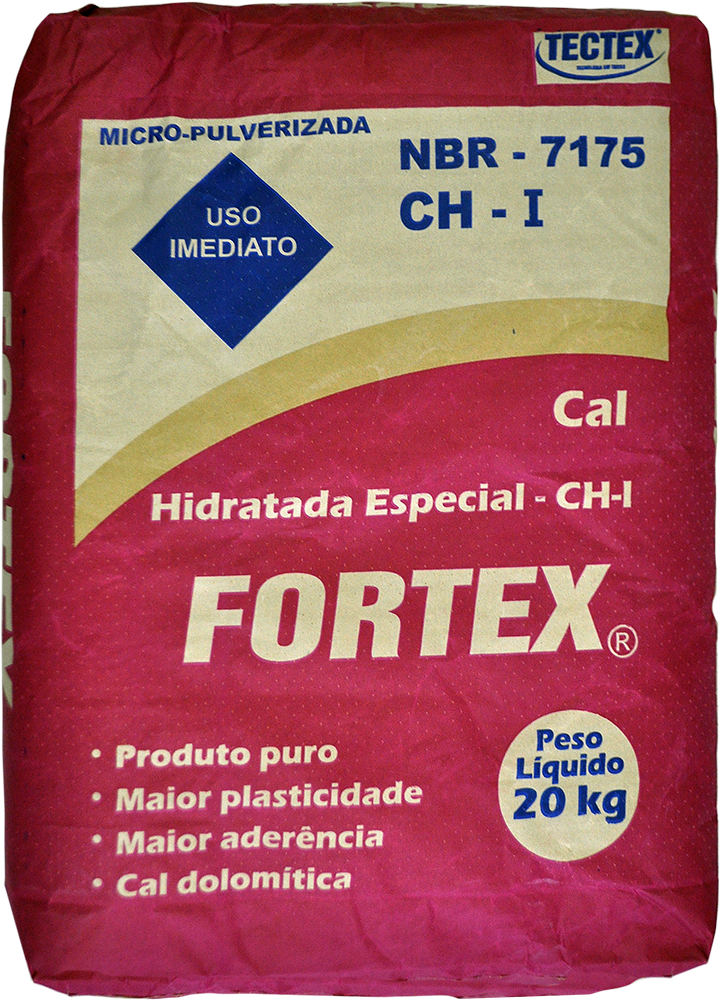 TECTEX®
MICRO-PULVERIZADA
NBR - 7175
CH - I
USO
IMEDIATO
Cal
Hidratada Especial - CH-I
FORTEX®
• Produto puro
• Maior plasticidade
• Maior aderência
• Cal dolomítica
Peso
Líquido
20 kg
FORTEX